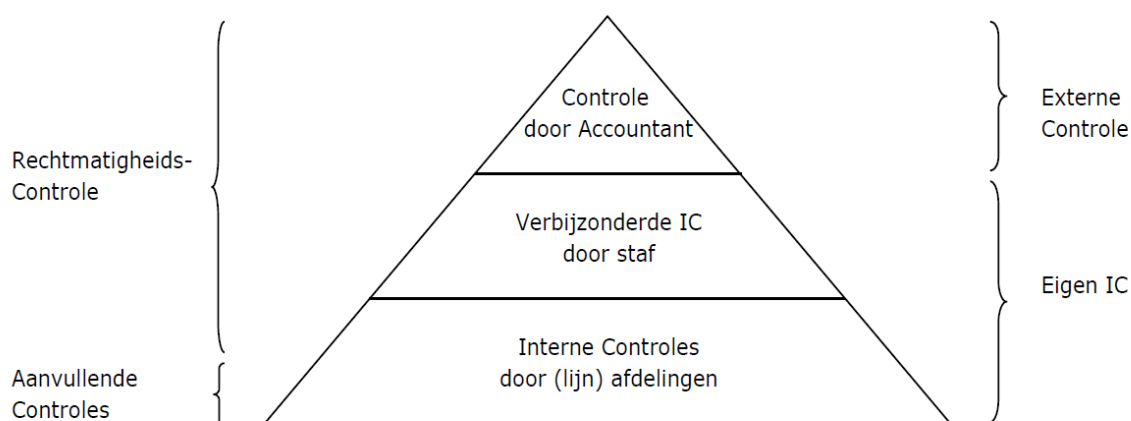 Controle
door Accountant
Externe
Controle
Rechtmatigheids-
Controle
Verbijzonderde IC
door staf
Eigen IC
Interne Controles
door (lijn) afdelingen
Aanvullende
Controles